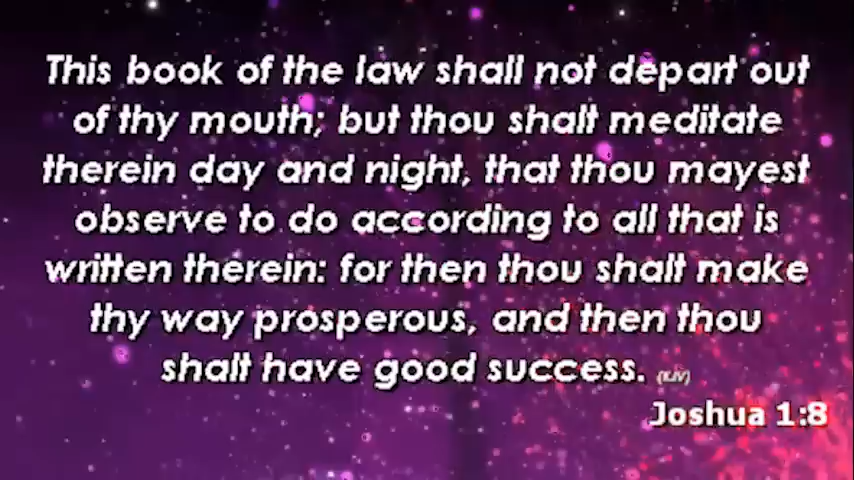 This book of the law shall not depart out
of thy mouth; but thou shalt meditate
therein day and night, that thou mayest
observe to do according to all that is
written therein: for then thou shalt make
thy way prosperous, and then thou
shalt have good success. (KJV)
Joshua 1:8